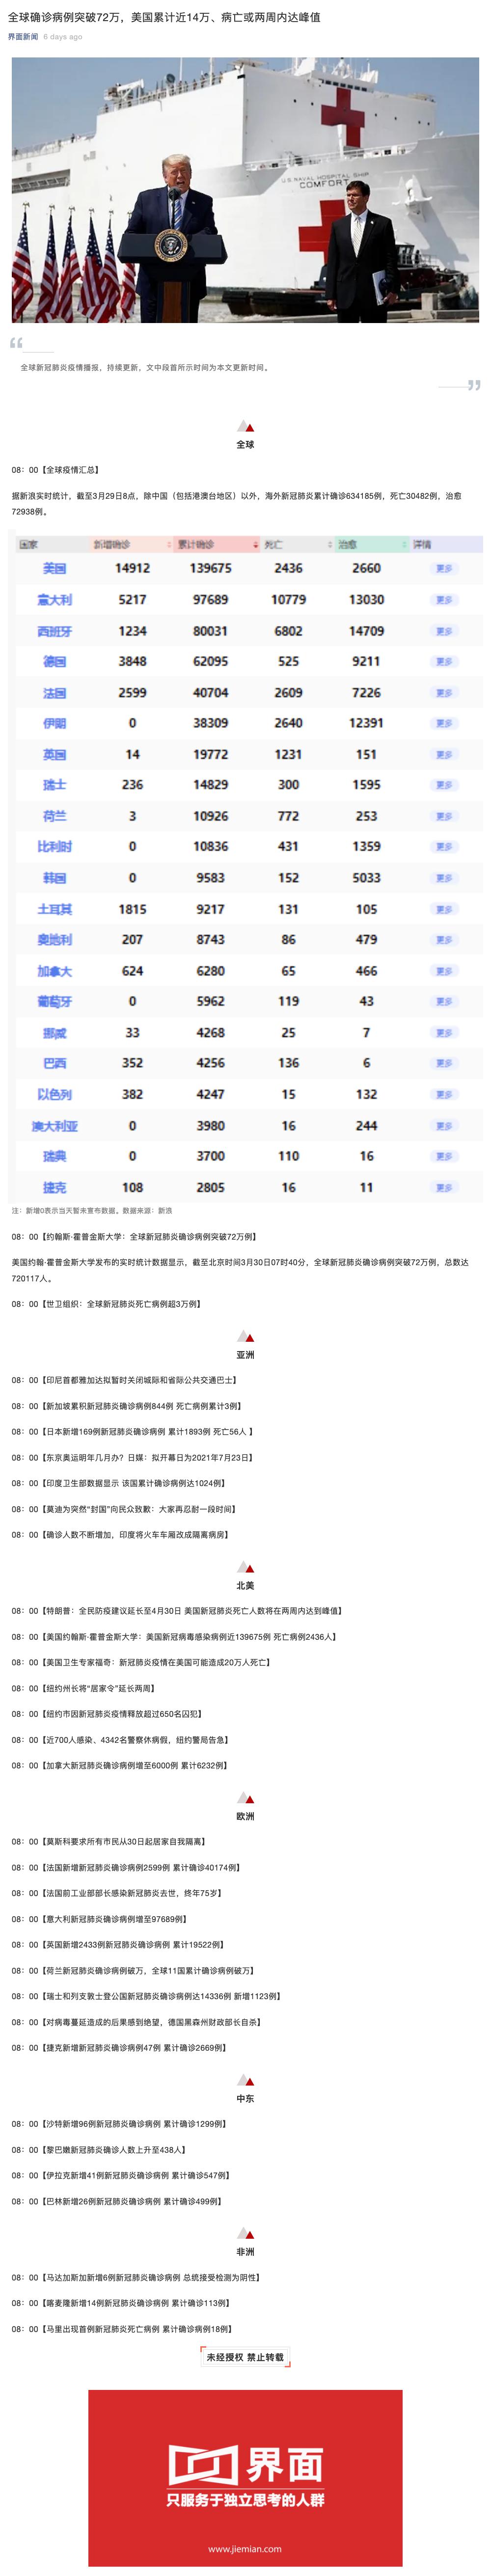 全球确诊病例突破72万，美国累计近14万、病亡或两周内达峰值
界面新闻 6 days ago
U.S. NAVAL HOSPITAL SHIP
COMFORT
“
全球新冠肺炎疫情播报，持续更新，文中段首所示时间为本文更新时间。
”
全球
08：00【全球疫情汇总】
据新浪实时统计，截至3月29日8点，除中国（包括港澳台地区）以外，海外新冠肺炎累计确诊634185例，死亡30482例，治愈
72938例。
国家 新增确诊 累计确诊 死亡 治愈 详情
美国 14912 139675 2436 2660 更多
意大利 5217 97689 10779 13030 更多
西班牙 1234 80031 6802 14709 更多
德国 3848 62095 525 9211 更多
法国 2599 40704 2609 7226 更多
伊朗 0 38309 2640 12391 更多
英国 14 19772 1231 151 更多
瑞士 236 14829 300 1595 更多
荷兰 3 10926 772 253 更多
比利时 0 10836 431 1359 更多
韩国 0 9583 152 5033 更多
土耳其 1815 9217 131 105 更多
奥地利 207 8743 86 479 更多
加拿大 624 6280 65 466 更多
葡萄牙 0 5962 119 43 更多
挪威 33 4268 25 7 更多
巴西 352 4256 136 6 更多
以色列 382 4247 15 132 更多
澳大利亚 0 3980 16 244 更多
瑞典 0 3700 110 16 更多
捷克 108 2805 16 11 更多
注：新增0表示当天暂未宣布数据。数据来源：新浪
08：00【约翰斯·霍普金斯大学：全球新冠肺炎确诊病例突破72万例】
美国约翰·霍普金斯大学发布的实时统计数据显示，截至北京时间3月30日07时40分，全球新冠肺炎确诊病例突破72万例，总数达
720117人。
08：00【世卫组织：全球新冠肺炎死亡病例超3万例】
亚洲
08：00【印尼首都雅加达拟暂时关闭城际和省际公共交通巴士】
08：00【新加坡累积新冠肺炎确诊病例844例 死亡病例累计3例】
08：00【日本新增169例新冠肺炎确诊病例 累计1893例 死亡56人 】
08：00【东京奥运明年几月办？日媒：拟开幕日为2021年7月23日】
08：00【印度卫生部数据显示 该国累计确诊病例达1024例】
08：00【莫迪为突然“封国”向民众致歉：大家再忍耐一段时间】
08：00【确诊人数不断增加，印度将火车车厢改成隔离病房】
北美
08：00【特朗普：全民防疫建议延长至4月30日 美国新冠肺炎死亡人数将在两周内达到峰值】
08：00【美国约翰斯·霍普金斯大学：美国新冠病毒感染病例近139675例 死亡病例2436人】
08：00【美国卫生专家福奇：新冠肺炎疫情在美国可能造成20万人死亡】
08：00【纽约州长将“居家令”延长两周】
08：00【纽约市因新冠肺炎疫情释放超过650名囚犯】
08：00【近700人感染、4342名警察休病假，纽约警局告急】
08：00【加拿大新冠肺炎确诊病例增至6000例 累计6232例】
欧洲
08：00【莫斯科要求所有市民从30日起居家自我隔离】
08：00【法国新增新冠肺炎确诊病例2599例 累计确诊40174例】
08：00【法国前工业部部长感染新冠肺炎去世，终年75岁】
08：00【意大利新冠肺炎确诊病例增至97689例】
08：00【英国新增2433例新冠肺炎确诊病例 累计19522例】
08：00【荷兰新冠肺炎确诊病例破万，全球11国累计确诊病例破万】
08：00【瑞士和列支敦士登公国新冠肺炎确诊病例达14336例 新增1123例】
08：00【对病毒蔓延造成的后果感到绝望，德国黑森州财政部长自杀】
08：00【捷克新增新冠肺炎确诊病例47例 累计确诊2669例】
中东
08：00【沙特新增96例新冠肺炎确诊病例 累计确诊1299例】
08：00【黎巴嫩新冠肺炎确诊人数上升至438人】
08：00【伊拉克新增41例新冠肺炎确诊病例 累计确诊547例】
08：00【巴林新增26例新冠肺炎确诊病例 累计确诊499例】
非洲
08：00【马达加斯加新增6例新冠肺炎确诊病例 总统接受检测为阴性】
08：00【喀麦隆新增14例新冠肺炎确诊病例 累计确诊113例】
08：00【马里出现首例新冠肺炎死亡病例 累计确诊病例18例】
未经授权 禁止转载
界面
只服务于独立思考的人群
www.jiemian.com